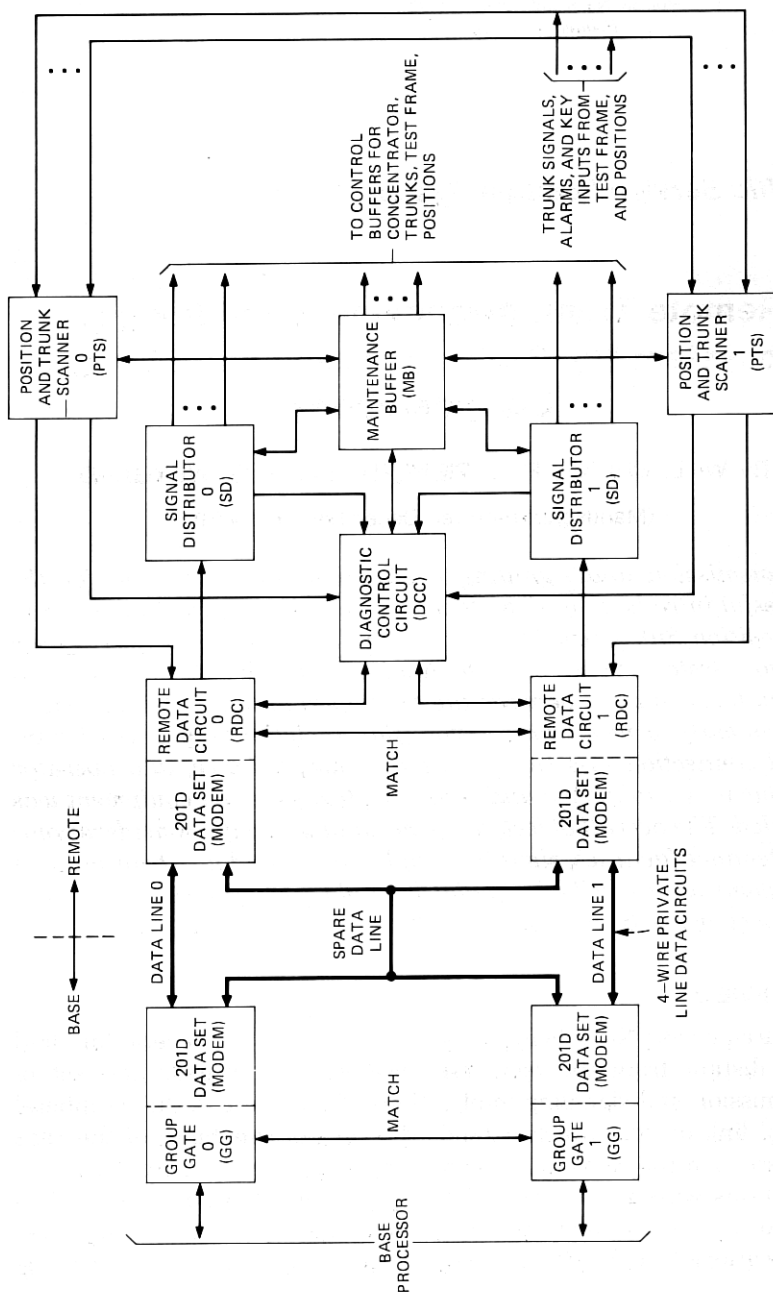 BASE
REMOTE
BASE
PROCESSOR
GROUP
GATE
0
(GG)
201D
DATA SET
(MODEM)
DATA LINE 0
201D
DATA SET
(MODEM)
REMOTE
DATA
CIRCUIT
0
(RDC)
SIGNAL
DISTRIBUTOR
0
(SD)
POSITION
AND TRUNK
SCANNER
0
(PTS)
MATCH
SPARE
DATA
LINE
MATCH
DIAGNOSTIC
CONTROL
CIRCUIT
(DCC)
MAINTENANCE
BUFFER
(MB)
TO CONTROL
BUFFERS FOR
CONCENTRATOR,
TRUNKS, TEST FRAME,
POSITIONS
GROUP
GATE
1
(GG)
201D
DATA SET
(MODEM)
DATA LINE 1
4-WIRE PRIVATE
LINE DATA CIRCUITS
201D
DATA SET
(MODEM)
REMOTE
DATA
CIRCUIT
1
(RDC)
SIGNAL
DISTRIBUTOR
1
(SD)
POSITION
AND TRUNK
SCANNER
1
(PTS)
TRUNK SIGNALS,
ALARMS, AND KEY
INPUTS FROM
TEST FRAME,
AND POSITIONS